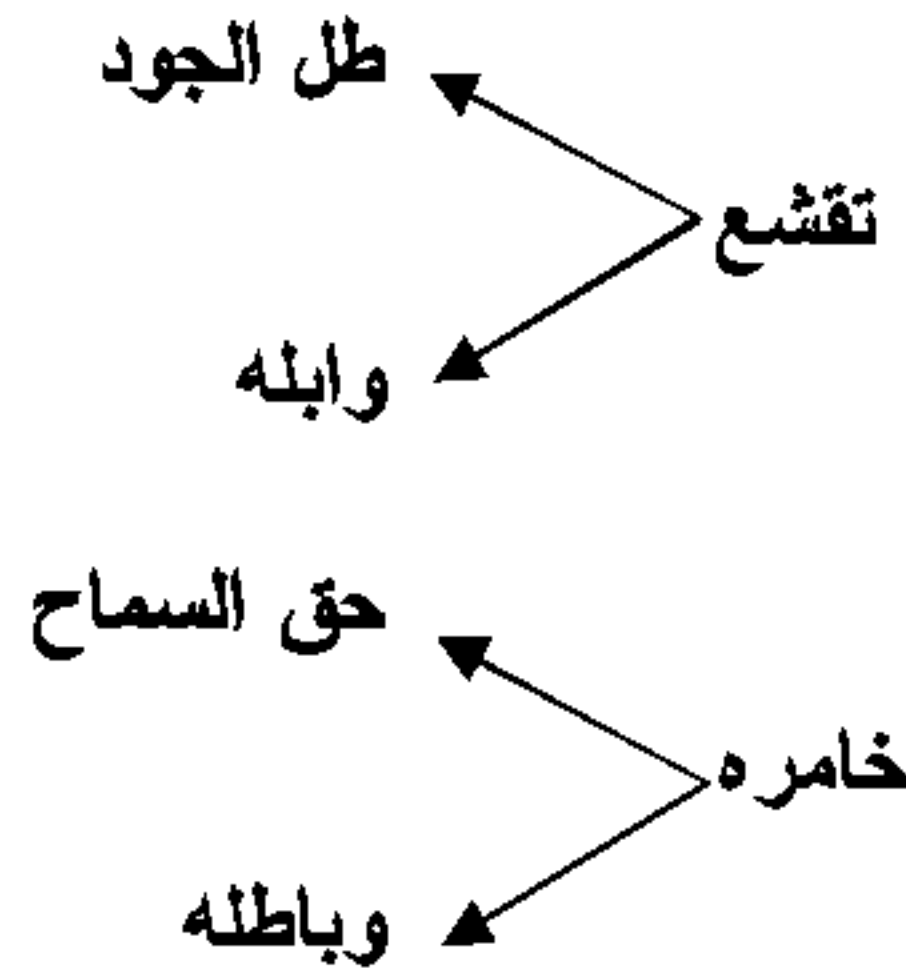 طل الجود
تقشع
وابله
حق السماح
خامره
وباطله